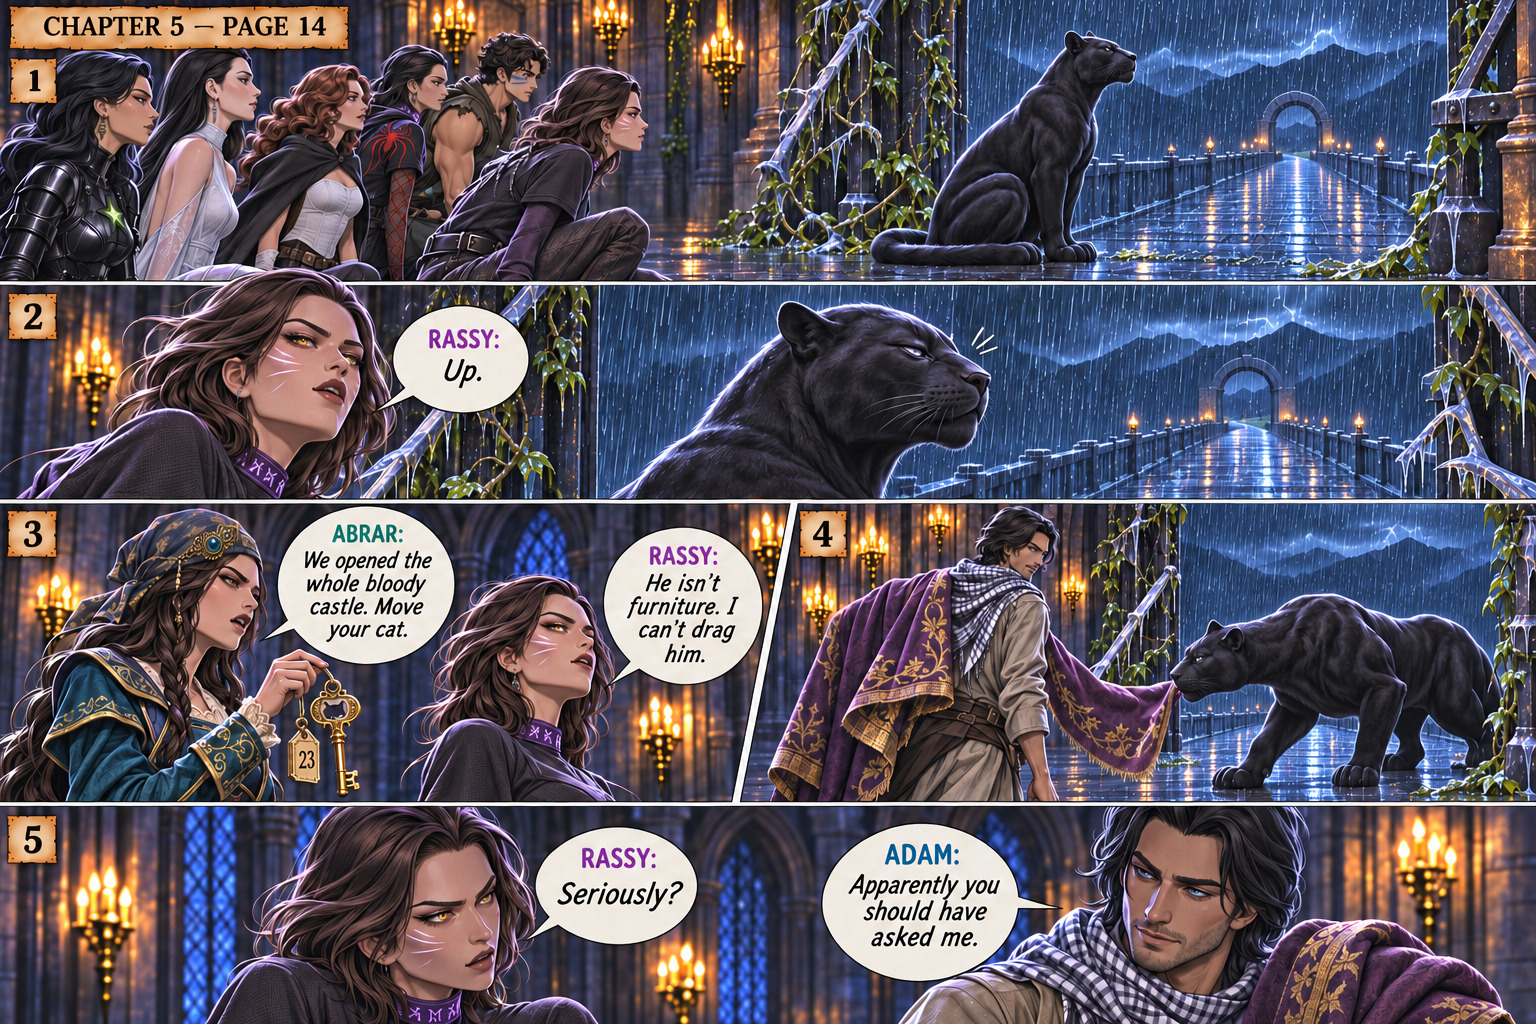 CHAPTER 5 — PAGE 14
1
2
RASSY:
Up.
3
ABRAR:
We opened the
whole bloody
castle. Move
your cat.
23
RASSY:
He isn't
furniture. I
can't drag
him.
4
5
RASSY:
Seriously?
ADAM:
Apparently you
should have
asked me.